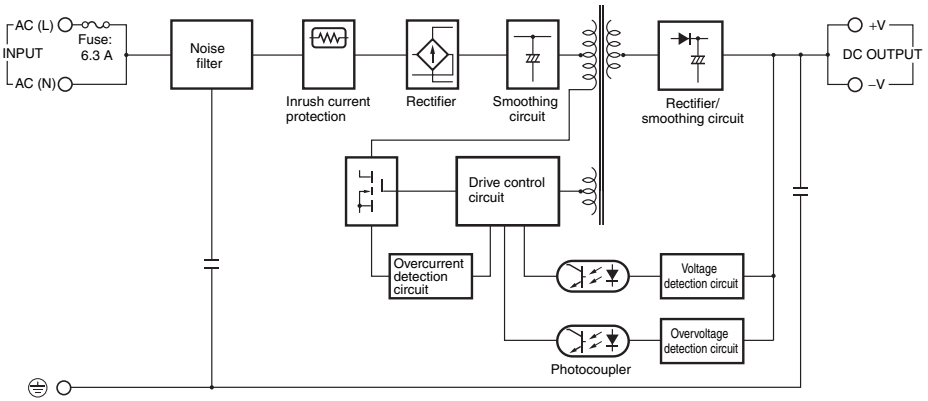 AC (L)
Fuse:
6.3 A
INPUT
AC (N)
Noise
filter
Inrush current
protection
Rectifier
Smoothing
circuit
Rectifier/
smoothing circuit
+V
DC OUTPUT
–V
Drive control
circuit
Overcurrent
detection
circuit
Voltage
detection circuit
Overvoltage
detection circuit
Photocoupler